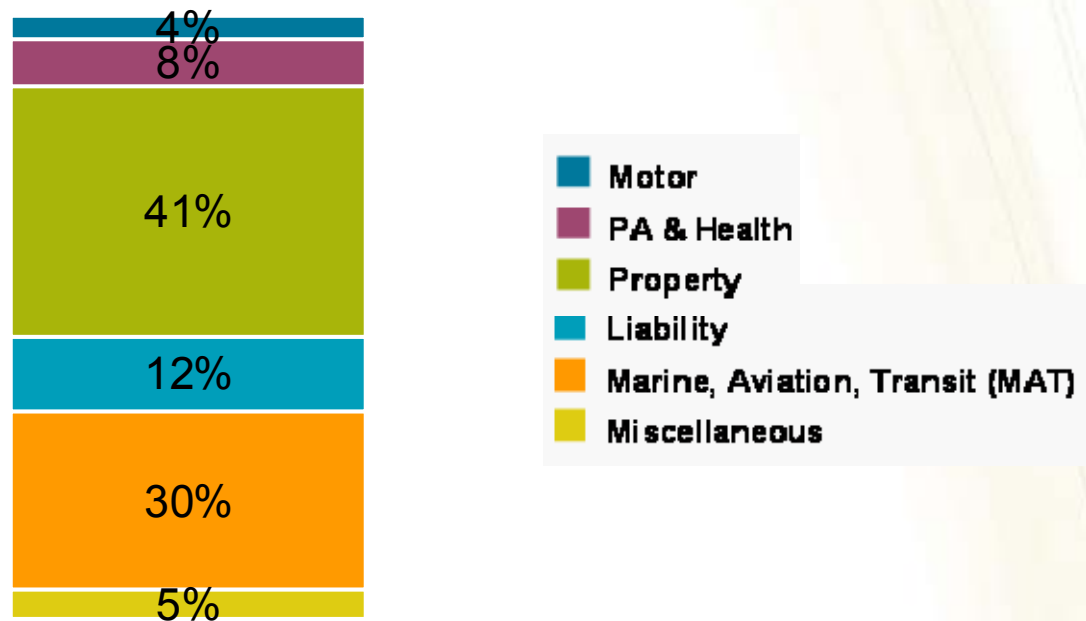 4%
8%
41%
12%
30%
5%
Motor
PA & Health
Property
Liability
Marine, Aviation, Transit (MAT)
Miscellaneous